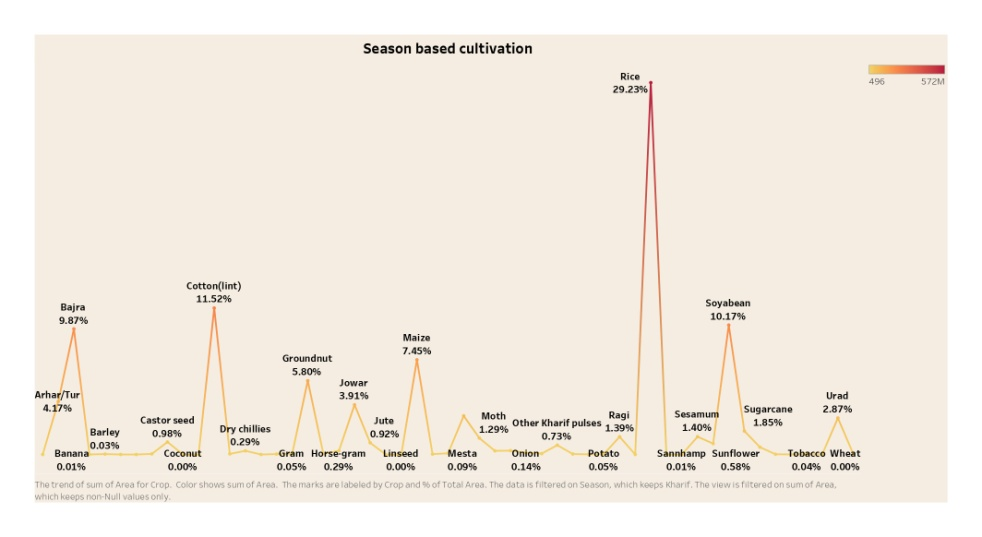 Season based cultivation
496 572M
Rice
29.23%
Cotton(lint)
11.52%
Bajra
9.87%
Soyabean
10.17%
Maize
7.45%
Groundnut
5.80%
Jowar
3.91%
Arhar/Tur
4.17%
Urad
2.87%
Castor seed
0.98%
Barley
0.03%
Dry chillies
0.29%
Jute
0.92%
Moth
1.29%
Other Kharif pulses
0.73%
Ragi
1.39%
Sesamum
1.40%
Sugarcane
1.85%
Banana
0.01%
Coconut
0.00%
Gram
0.05%
Horse-gram
0.29%
Linseed
0.00%
Mesta
0.09%
Onion
0.14%
Potato
0.05%
Sannhamp
0.01%
Sunflower
0.58%
Tobacco
0.04%
Wheat
0.00%
The trend of sum of Area for Crop. Color shows sum of Area. The marks are labeled by Crop and % of Total Area. The data is filtered on Season, which keeps Kharif. The view is filtered on sum of Area,
which keeps non-Null values only.